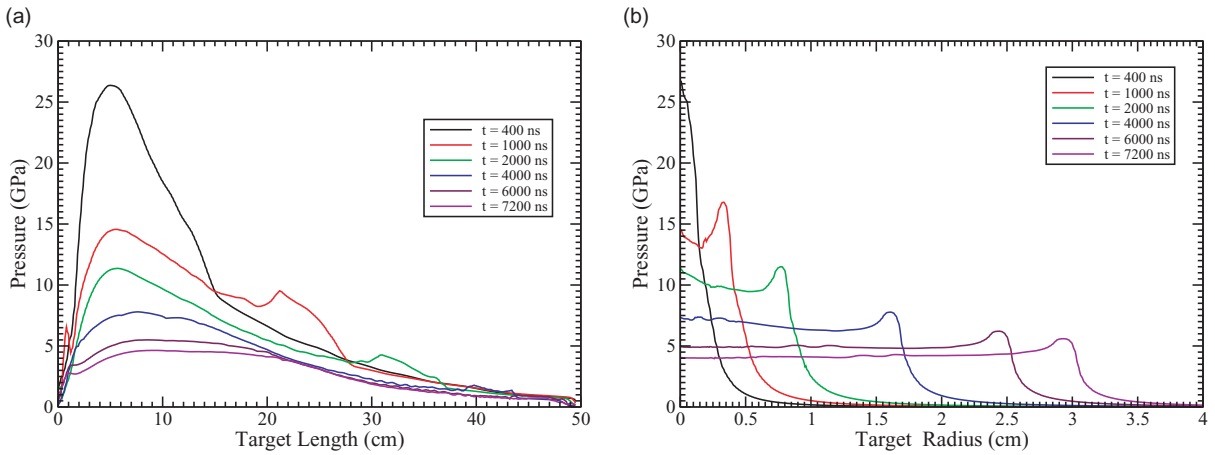 (a)
30
25
20
15
10
5
0
Pressure (GPa)
0 10 20 30 40 50
Target Length (cm)
t = 400 ns
t = 1000 ns
t = 2000 ns
t = 4000 ns
t = 6000 ns
t = 7200 ns
(b)
30
25
20
15
10
5
0
Pressure (GPa)
0 0.5 1 1.5 2 2.5 3 3.5 4
Target Radius (cm)
t = 400 ns
t = 1000 ns
t = 2000 ns
t = 4000 ns
t = 6000 ns
t = 7200 ns